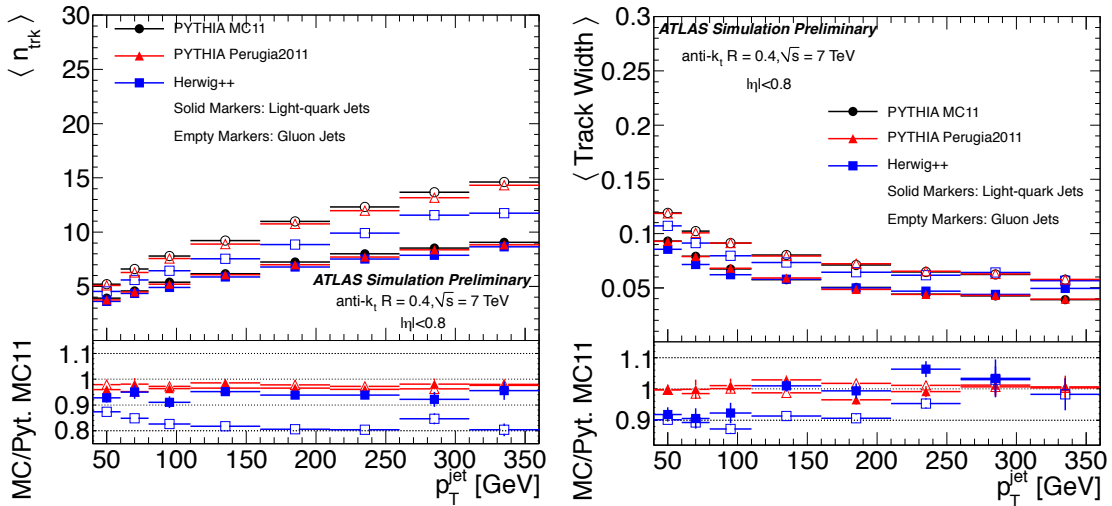 ⟨ n_trk ⟩
30
25
20
15
10
5
PYTHIA MC11
PYTHIA Perugia2011
Herwig++
Solid Markers: Light-quark Jets
Empty Markers: Gluon Jets
ATLAS Simulation Preliminary
anti-k_t R = 0.4,√s = 7 TeV
|η|<0.8
MC/Pyt. MC11
1.1
1
0.9
0.8
50 100 150 200 250 300 350
p_T^jet [GeV]
⟨ Track Width ⟩
0.3
0.25
0.2
0.15
0.1
0.05
ATLAS Simulation Preliminary
anti-k_t R = 0.4,√s = 7 TeV
|η|<0.8
PYTHIA MC11
PYTHIA Perugia2011
Herwig++
Solid Markers: Light-quark Jets
Empty Markers: Gluon Jets
MC/Pyt. MC11
1.1
1
0.9
50 100 150 200 250 300 350
p_T^jet [GeV]